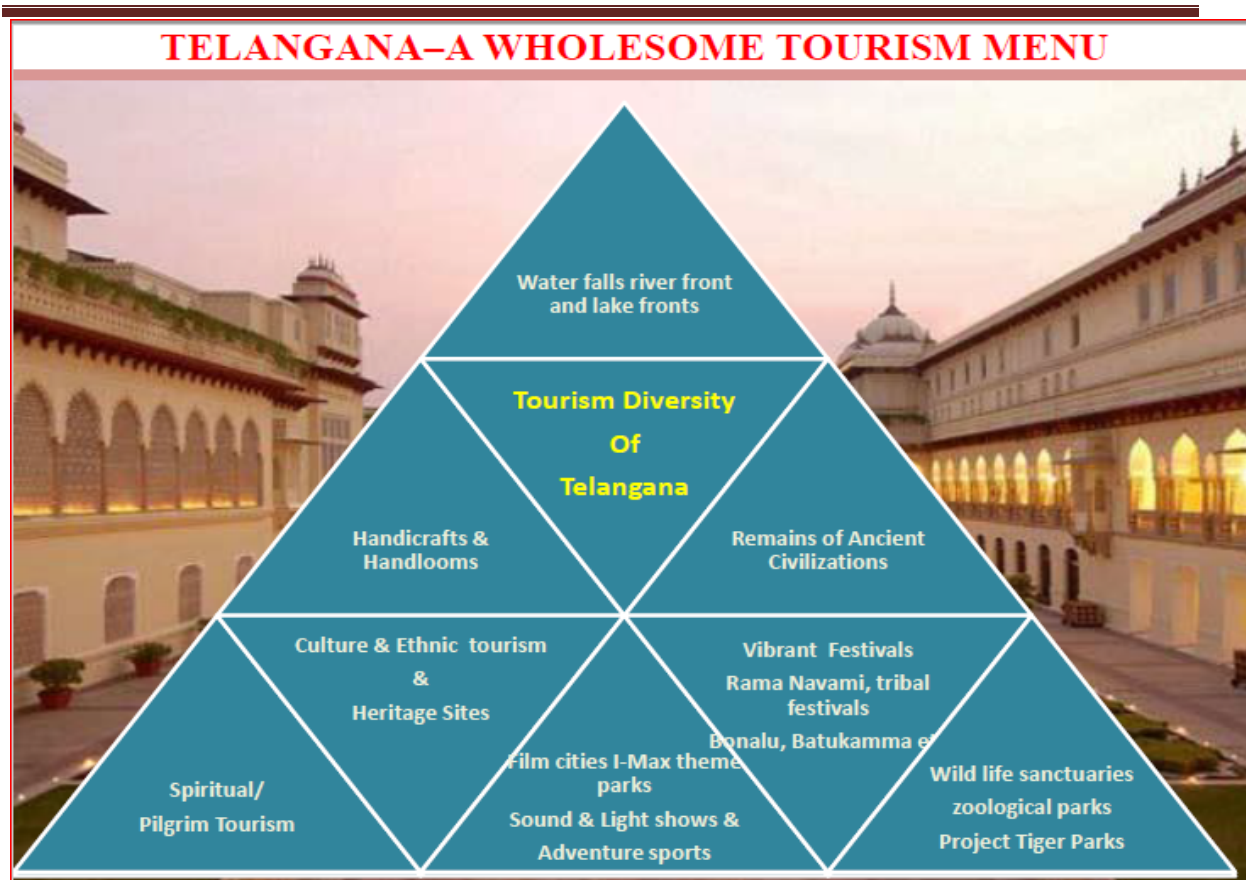 TELANGANA–A WHOLESOME TOURISM MENU
Water falls river front
and lake fronts
Tourism Diversity
Of
Telangana
Handicrafts &
Handlooms
Remains of Ancient
Civilizations
Culture & Ethnic tourism
&
Heritage Sites
Vibrant Festivals
Rama Navami, tribal
festivals
Bonalu, Batukamma
Spiritual/
Pilgrim Tourism
Film cities I-Max theme
parks
Sound & Light shows &
Adventure sports
Wild life sanctuaries
zoological parks
Project Tiger Parks